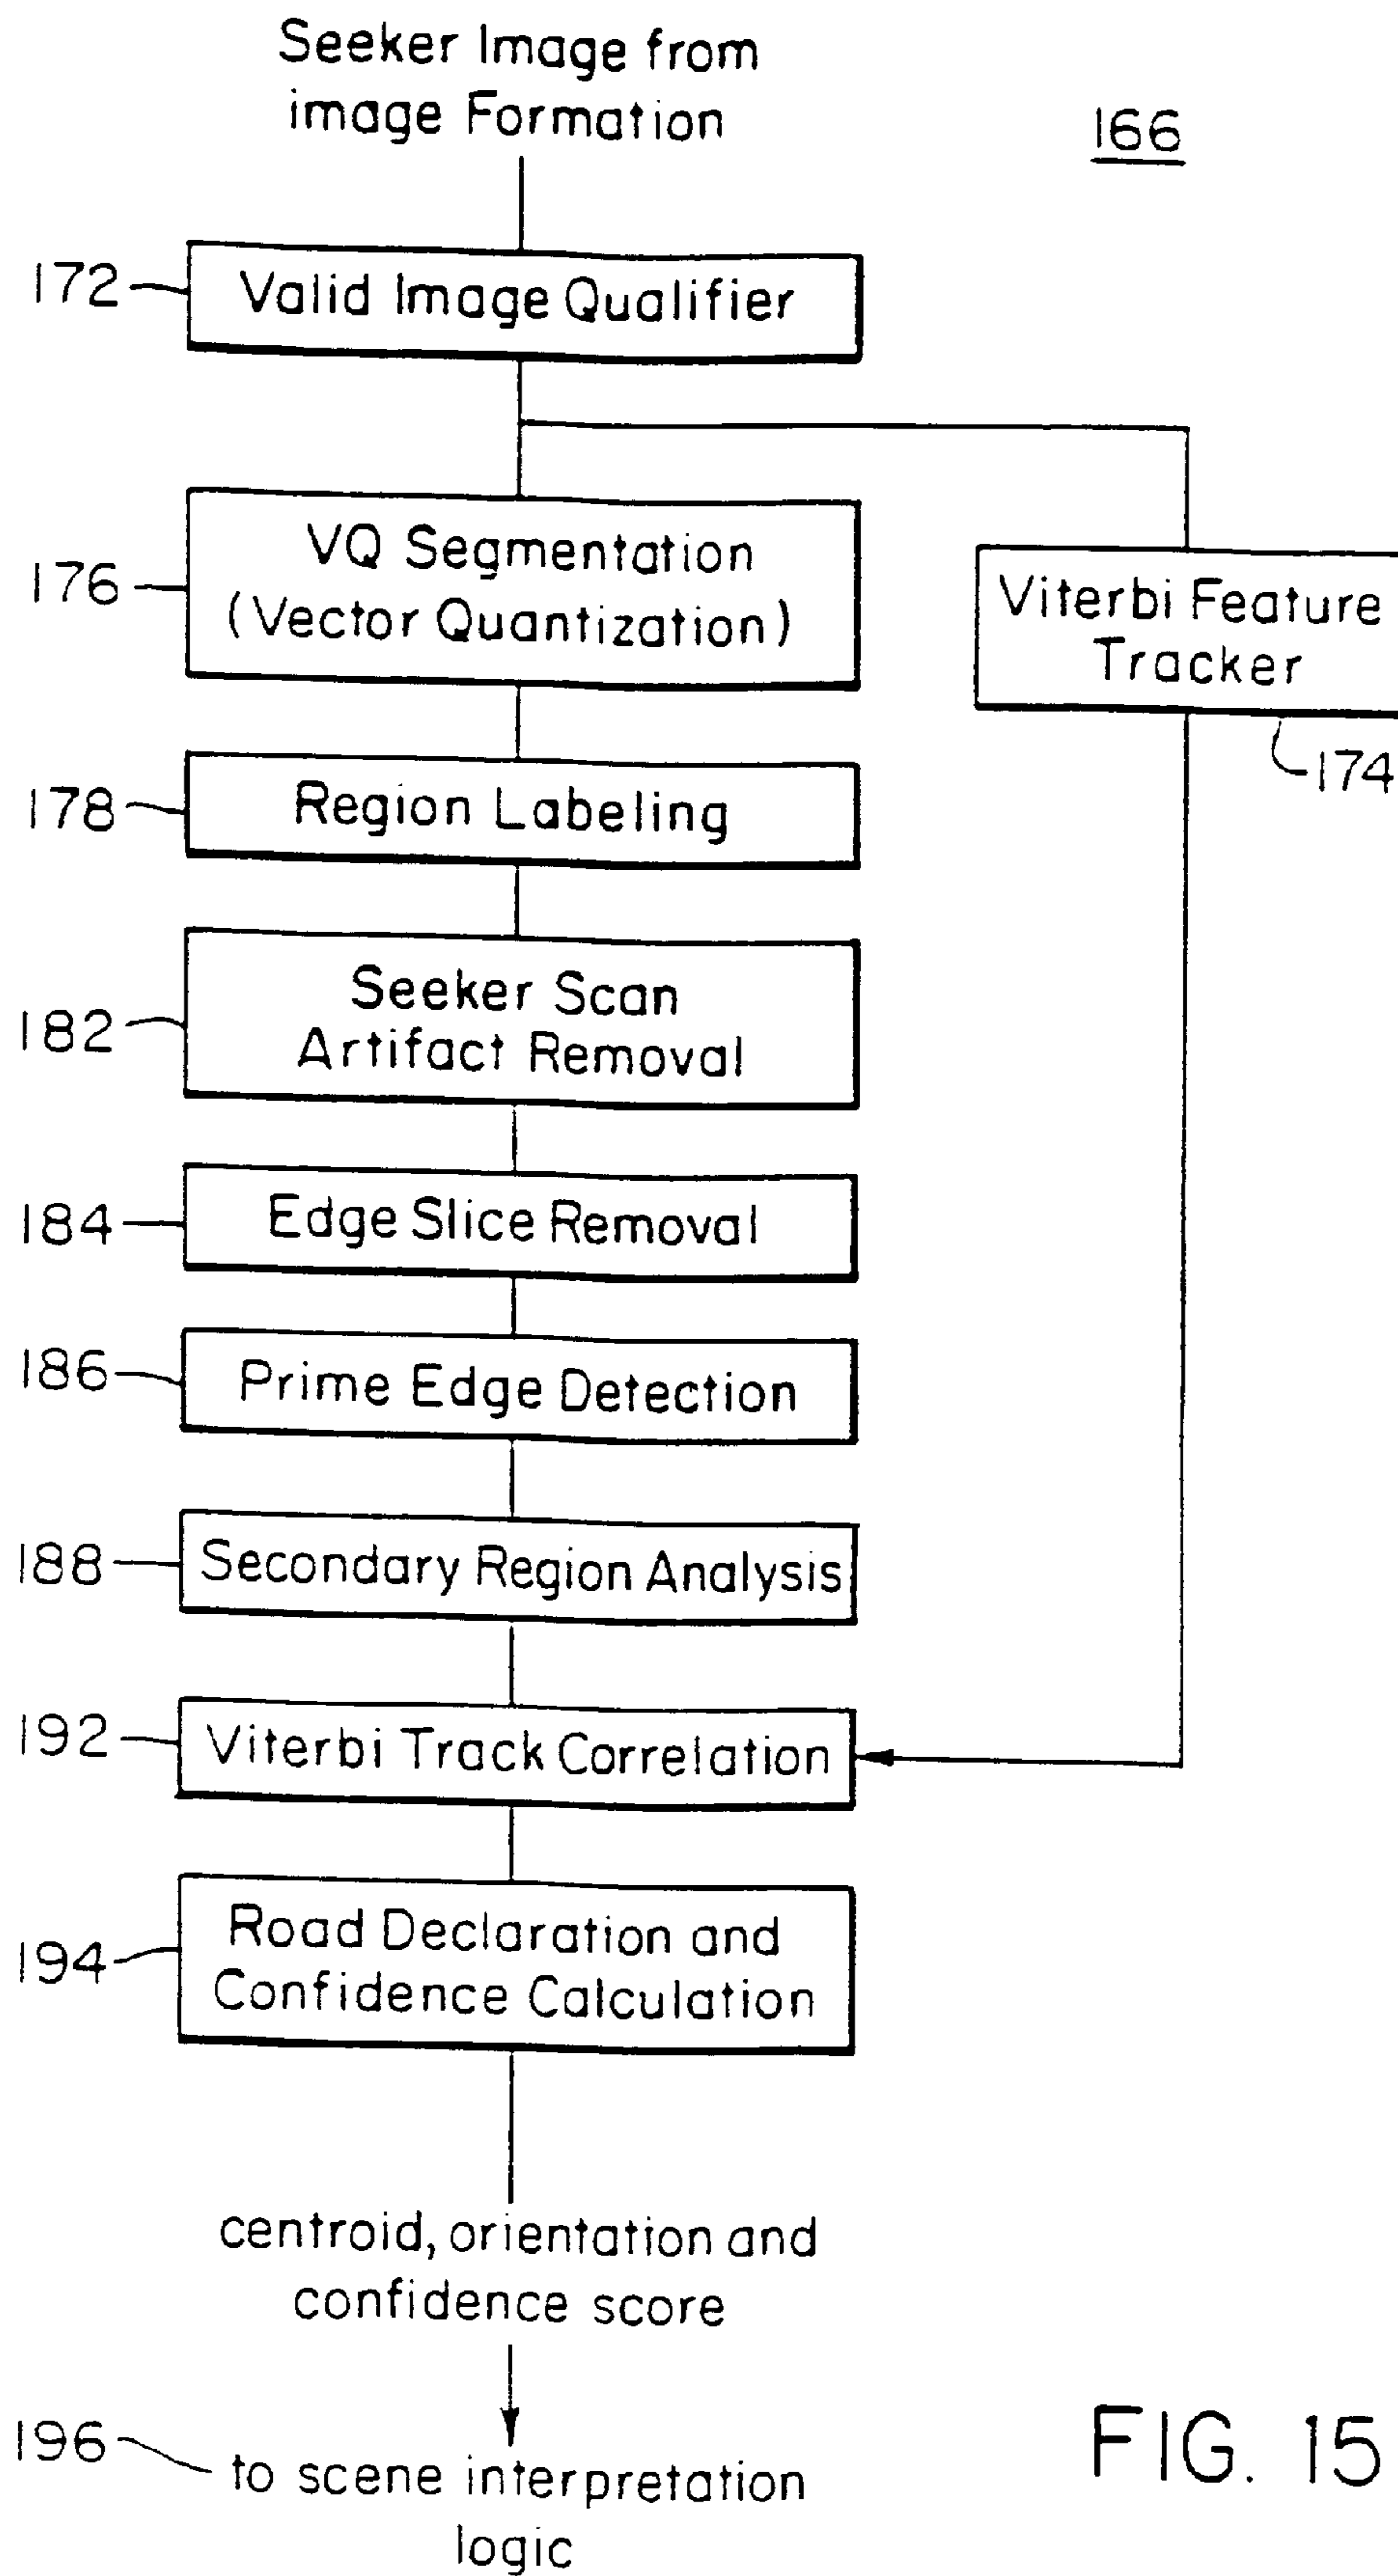 Seeker Image from
image Formation
166
172
Valid Image Qualifier
176
VQ Segmentation
(Vector Quantization)
Viterbi Feature
Tracker
174
178
Region Labeling
182
Seeker Scan
Artifact Removal
184
Edge Slice Removal
186
Prime Edge Detection
188
Secondary Region Analysis
192
Viterbi Track Correlation
194
Road Declaration and
Confidence Calculation
centroid, orientation and
confidence score
196
to scene interpretation
logic
FIG. 15